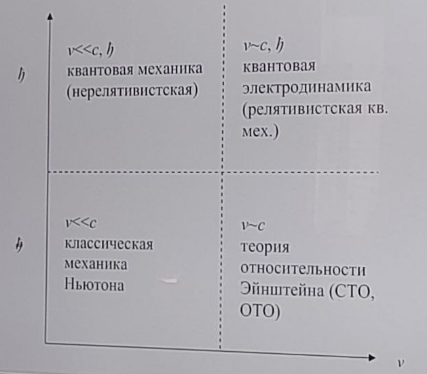 v<<c, ħ
ħ
квантовая механика
(нерелятивистская)
v~c, ħ
квантовая
электродинамика
(релятивистская кв.
мех.)
v<<c
ħ
классическая
механика
Ньютона
v~c
теория
относительности
Эйнштейна (СТО,
ОТО)
v